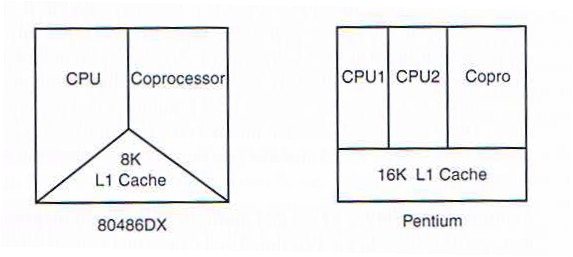 CPU
Coprocessor
8K
L1 Cache
80486DX
CPU1
CPU2
Copro
16K L1 Cache
Pentium